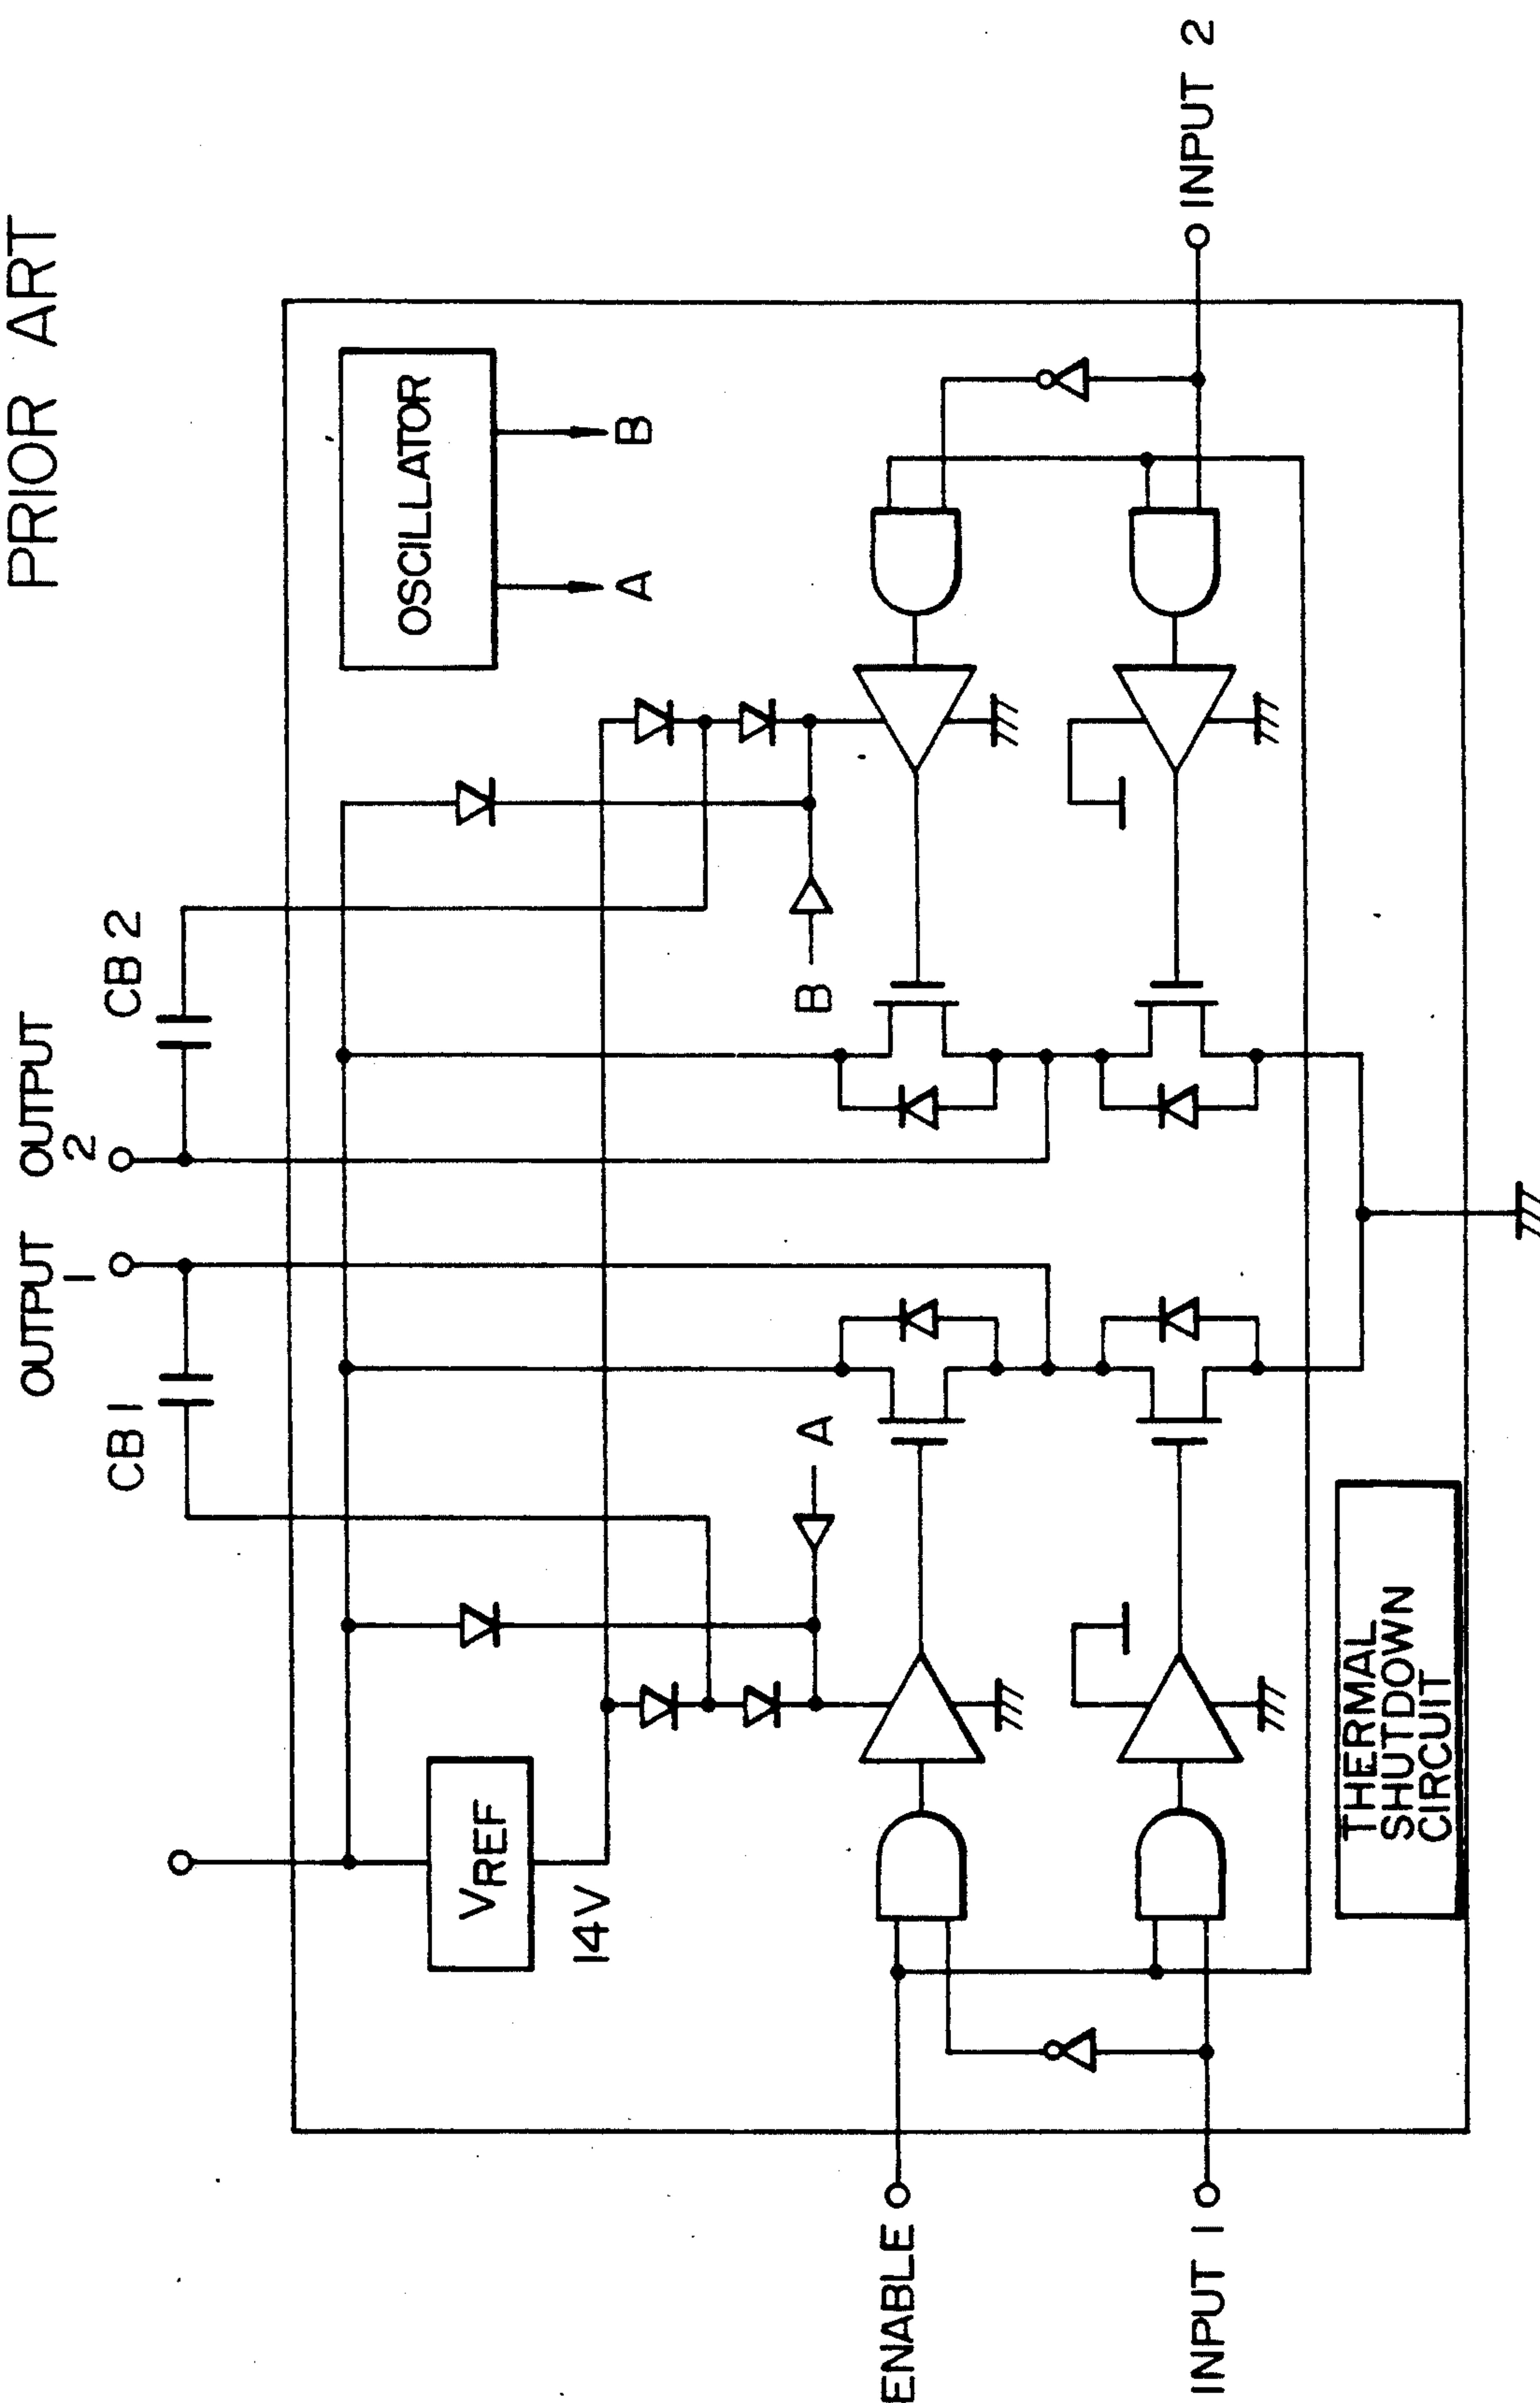 PRIOR ART
OUTPUT
1
OUTPUT
2
CB 1
CB 2
VREF
14V
OSCILLATOR
A
B
A
B
ENABLE
INPUT 1
INPUT 2
THERMAL
SHUTDOWN
CIRCUIT